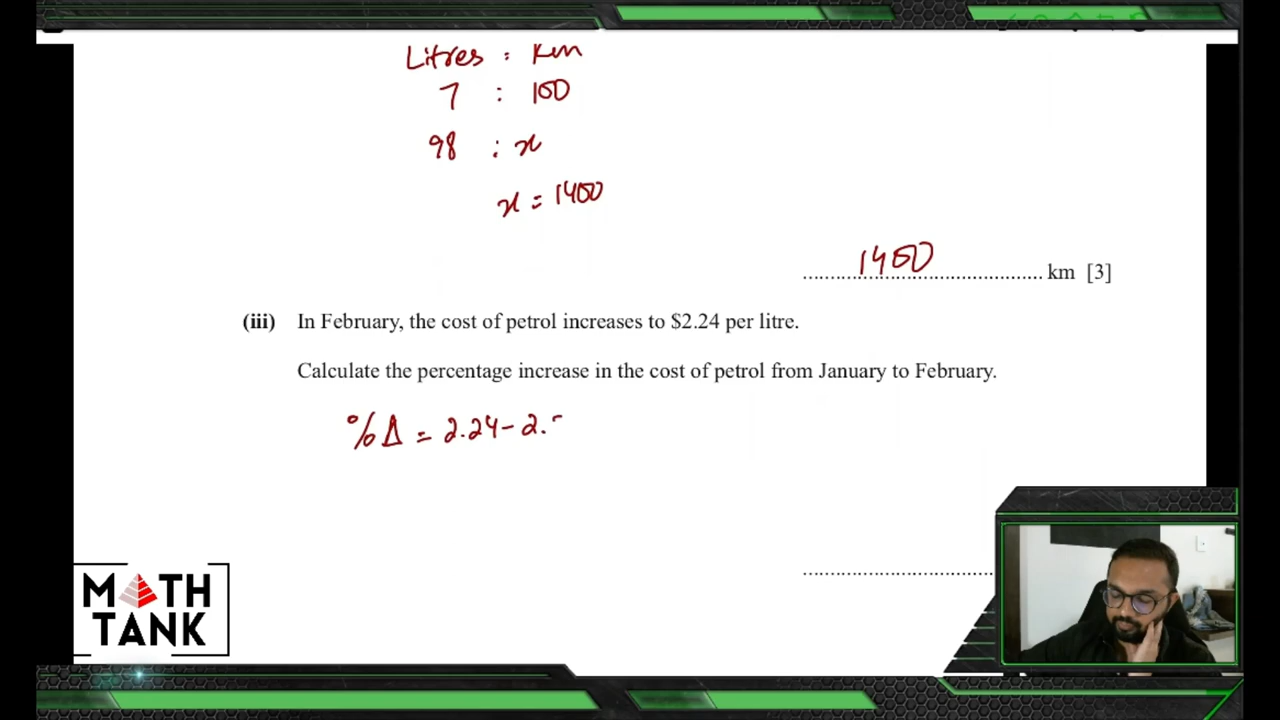 Litres : Km
7 : 100
98 : x
x = 1400
1400
........................................... km [3]
(iii) In February, the cost of petrol increases to $2.24 per litre.
Calculate the percentage increase in the cost of petrol from January to February.
% Δ = 2.24 - 2.
MATH
TANK